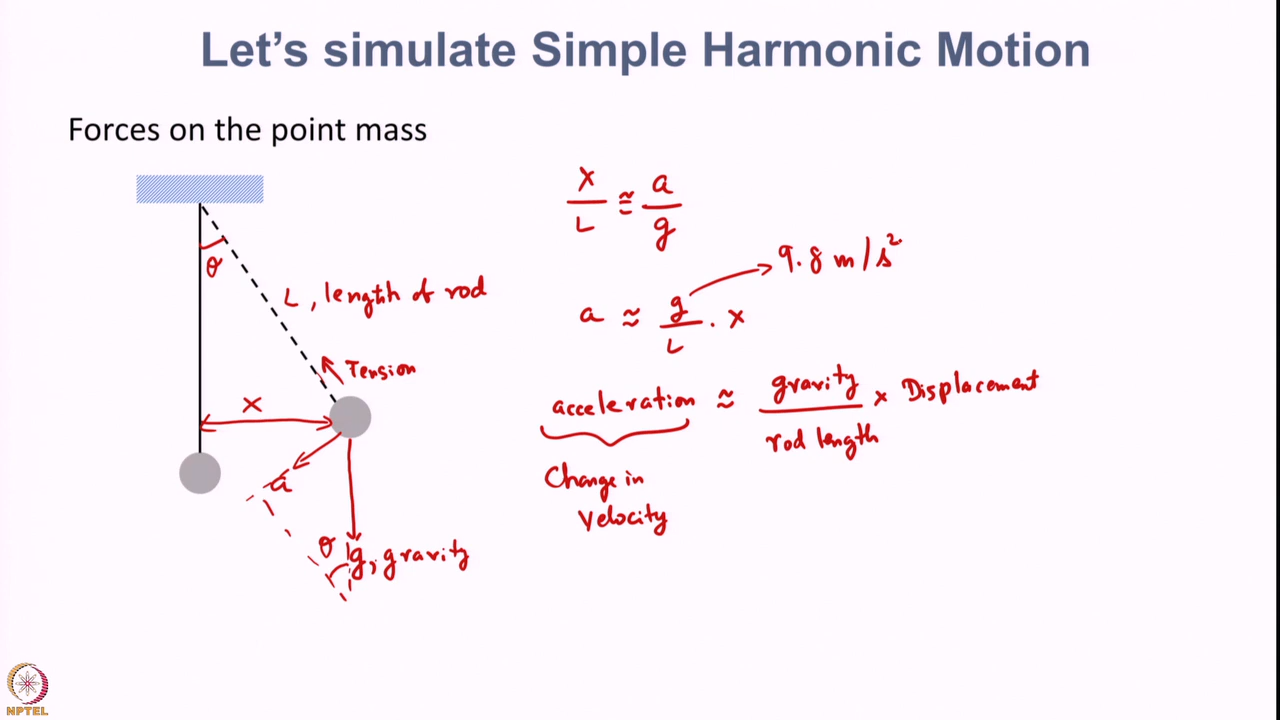 Let's simulate Simple Harmonic Motion
Forces on the point mass
θ
L, length of rod
Tension
x
a
θ
g, gravity
x/L ≅ a/g
9.8 m/s²
a ≈ g/L . x
acceleration ≈ gravity/rod length × Displacement
Change in
Velocity
NPTEL